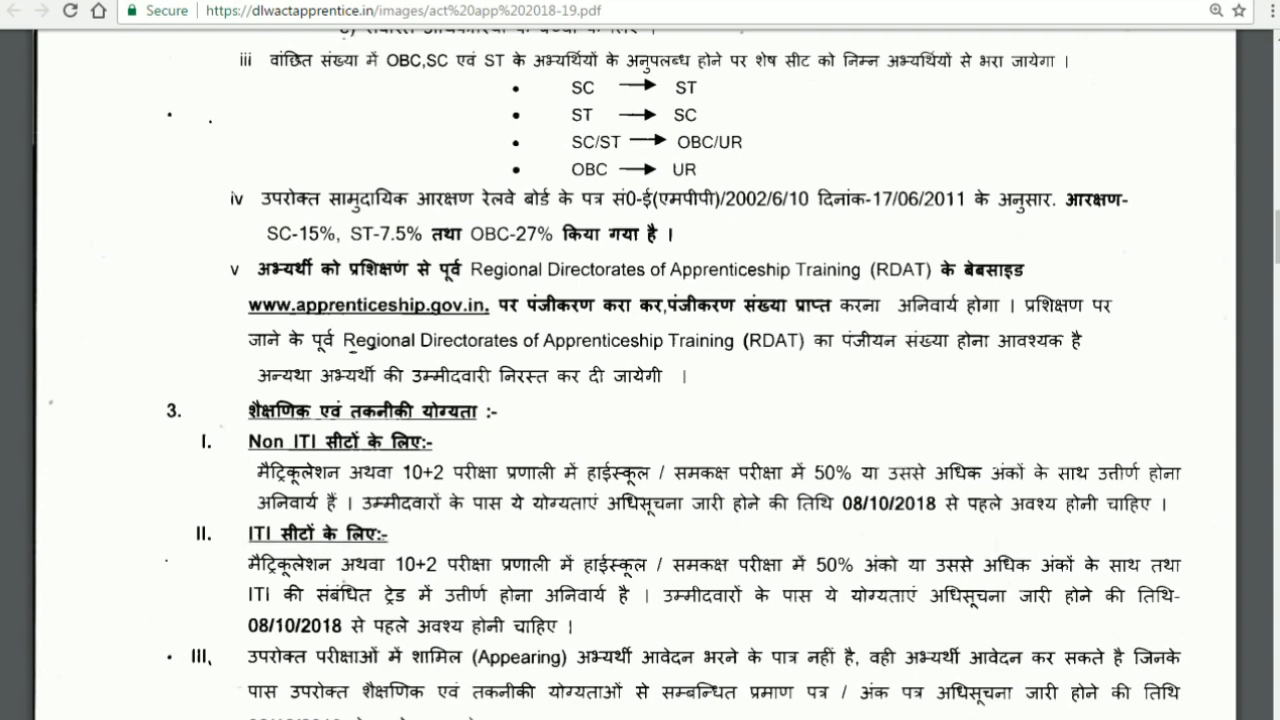 Secure https://dlwactapprentice.in/images/act%20app%202018-19.pdf
iii वांछित संख्या में OBC,SC एवं ST के अभ्यर्थियों के अनुपलब्ध होने पर शेष सीट को निम्न अभ्यर्थियों से भरा जायेगा ।
• SC → ST
• ST → SC
• SC/ST → OBC/UR
• OBC → UR
iv उपरोक्त सामुदायिक आरक्षण रेलवे बोर्ड के पत्र सं0-ई(एमपीपी)/2002/6/10 दिनांक-17/06/2011 के अनुसार. आरक्षण-
SC-15%, ST-7.5% तथा OBC-27% किया गया है ।
v अभ्यर्थी को प्रशिक्षण से पूर्व Regional Directorates of Apprenticeship Training (RDAT) के बेबसाइड
www.apprenticeship.gov.in. पर पंजीकरण करा कर,पंजीकरण संख्या प्राप्त करना अनिवार्य होगा । प्रशिक्षण पर
जाने के पूर्व Regional Directorates of Apprenticeship Training (RDAT) का पंजीयन संख्या होना आवश्यक है
अन्यथा अभ्यर्थी की उम्मीदवारी निरस्त कर दी जायेगी ।
3. शैक्षणिक एवं तकनीकी योग्यता :-
I. Non ITI सीटों के लिए:-
मैट्रिकूलेशन अथवा 10+2 परीक्षा प्रणाली में हाईस्कूल / समकक्ष परीक्षा में 50% या उससे अधिक अंकों के साथ उत्तीर्ण होना
अनिवार्य हैं । उम्मीदवारों के पास ये योग्यताएं अधिसूचना जारी होने की तिथि 08/10/2018 से पहले अवश्य होनी चाहिए ।
II. ITI सीटों के लिए:-
मैट्रिकूलेशन अथवा 10+2 परीक्षा प्रणाली में हाईस्कूल / समकक्ष परीक्षा में 50% अंको या उससे अधिक अंकों के साथ तथा
ITI की संबंधित ट्रेड में उत्तीर्ण होना अनिवार्य है । उम्मीदवारों के पास ये योग्यताएं अधिसूचना जारी होने की तिथि-
08/10/2018 से पहले अवश्य होनी चाहिए ।
III, उपरोक्त परीक्षाओं में शामिल (Appearing) अभ्यर्थी आवेदन भरने के पात्र नहीं है, वही अभ्यर्थी आवेदन कर सकते है जिनके
पास उपरोक्त शैक्षणिक एवं तकनीकी योग्यताओं से सम्बन्धित प्रमाण पत्र / अंक पत्र अधिसूचना जारी होने की तिथि